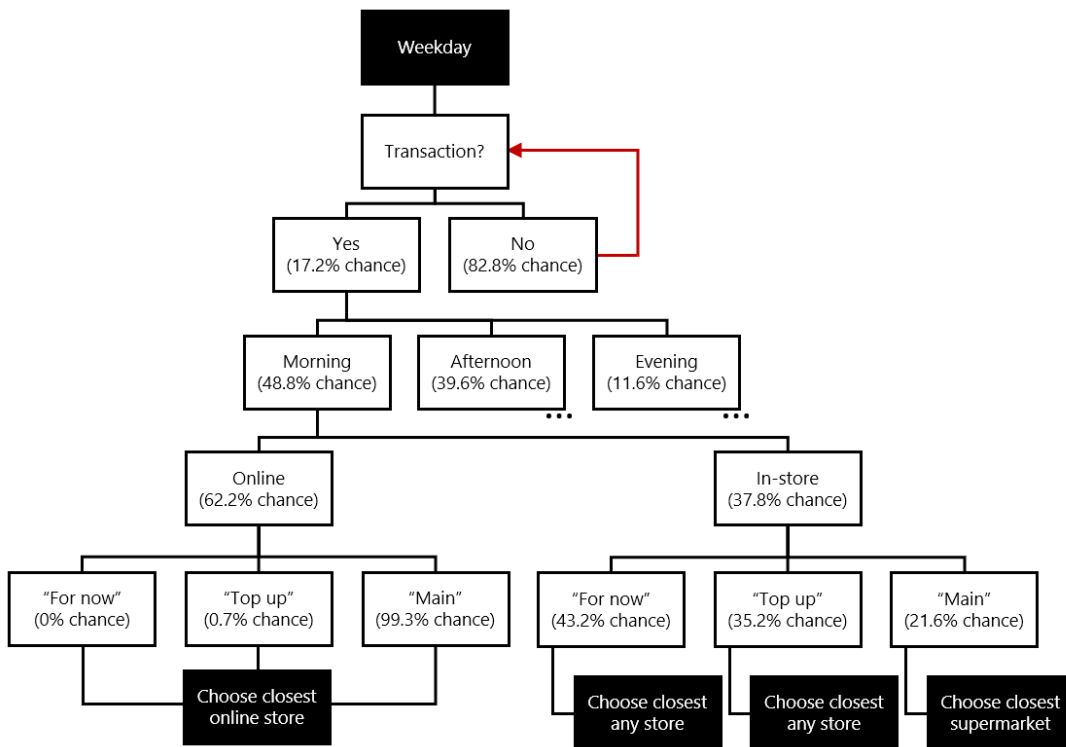 Weekday
Transaction?
Yes
(17.2% chance)
No
(82.8% chance)
Morning
(48.8% chance)
Afternoon
(39.6% chance)
Evening
(11.6% chance)
...
...
Online
(62.2% chance)
In-store
(37.8% chance)
“For now”
(0% chance)
“Top up”
(0.7% chance)
“Main”
(99.3% chance)
“For now”
(43.2% chance)
“Top up”
(35.2% chance)
“Main”
(21.6% chance)
Choose closest
online store
Choose closest
any store
Choose closest
any store
Choose closest
supermarket